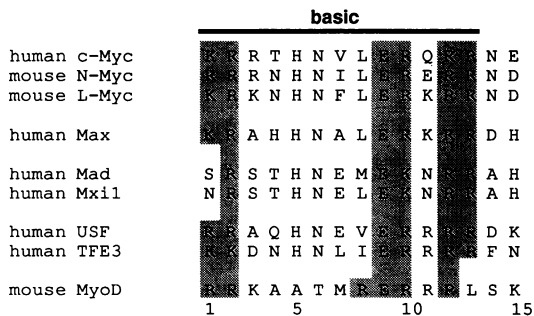 basic
human c-Myc K R R T H N V L E R Q R R N E
mouse N-Myc R R R N H N I L E R E R R N D
mouse L-Myc K R K N H N F L E R K R R N D
human Max K R A H H N A L E R K R R D H
human Mad S R S T H N E M E K N R R A H
human Mxi1 N R S T H N E L E K N R R A H
human USF R R A Q H N E V E R R R R D K
human TFE3 R K D N H N L I E R R R R F N
mouse MyoD R R K A A T M R E R R R L S K
1 5 10 15